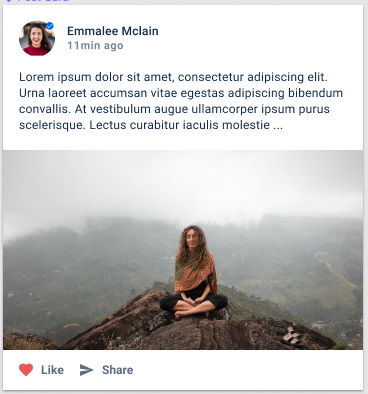 Emmalee Mclain
11min ago
Lorem ipsum dolor sit amet, consectetur adipiscing elit.
Urna laoreet accumsan vitae egestas adipiscing bibendum
convallis. At vestibulum augue ullamcorper ipsum purus
scelerisque. Lectus curabitur iaculis molestie ...
Like Share